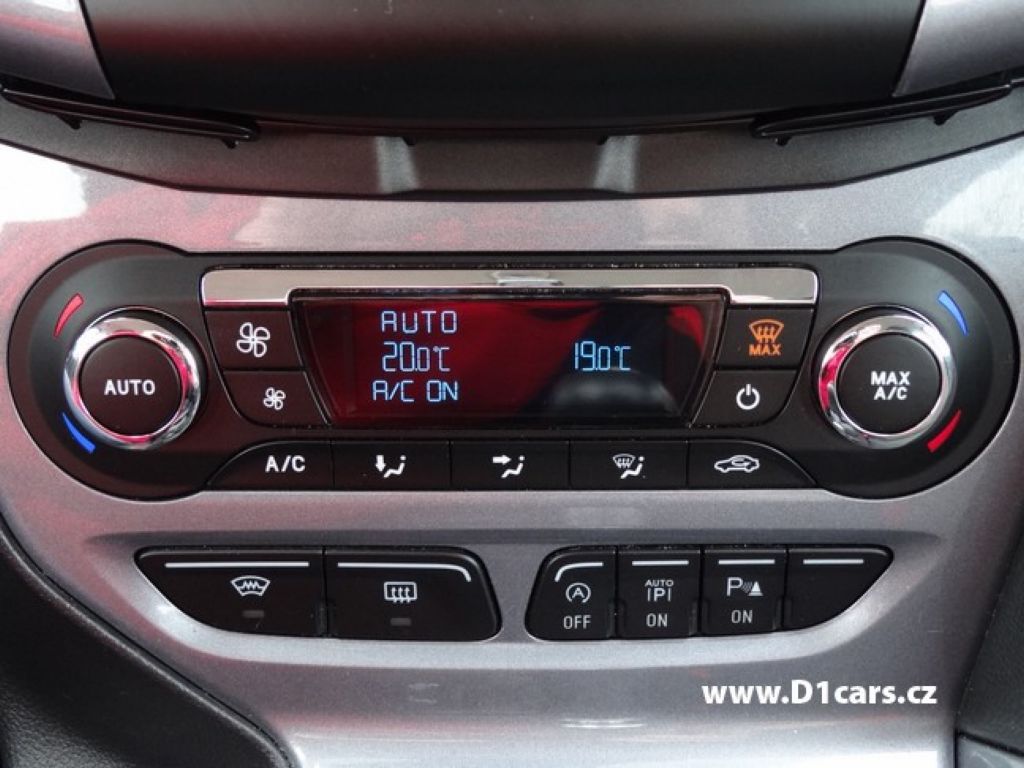 AUTO
20.0°C 19.0°C
A/C ON
MAX
AUTO
MAX
A/C
A/C
A
OFF
AUTO
P
ON
P
ON
www.D1cars.cz